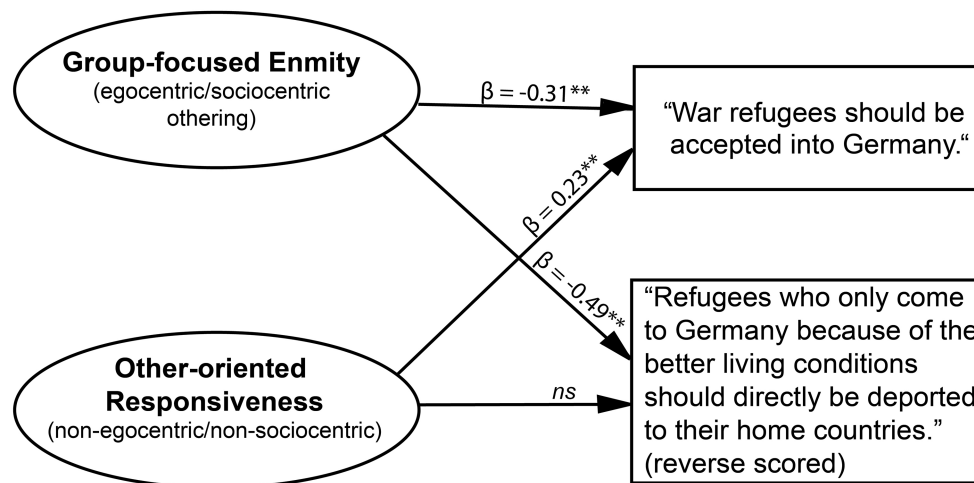 Group-focused Enmity
(egocentric/sociocentric
othering)
β = -0.31**
“War refugees should be
accepted into Germany.“
β = 0.23**
β = -0.49**
“Refugees who only come
to Germany because of the
better living conditions
should directly be deported
to their home countries.”
(reverse scored)
Other-oriented
Responsiveness
(non-egocentric/non-sociocentric)
ns